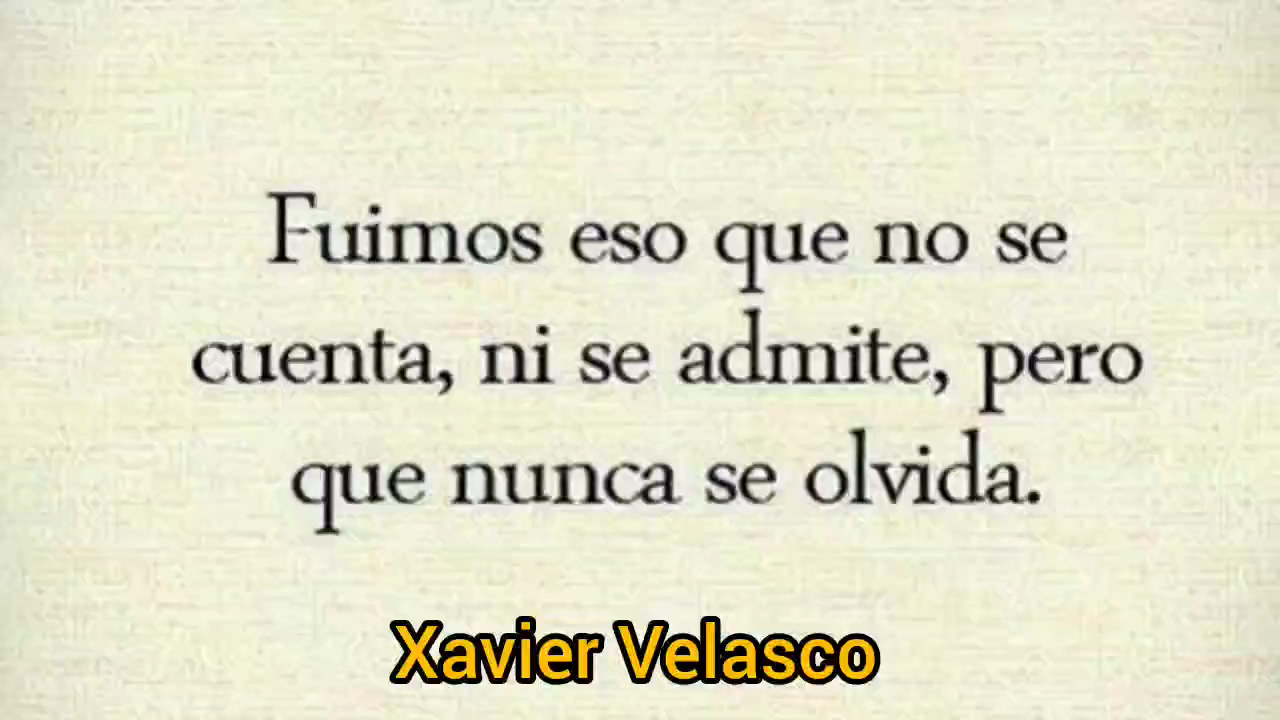 Fuimos eso que no se
cuenta, ni se admite, pero
que nunca se olvida.
Xavier Velasco